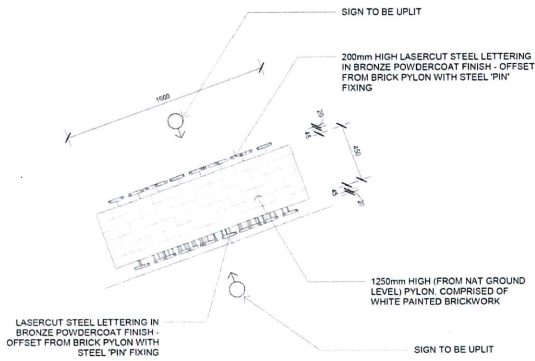 SIGN TO BE UPLIT
200mm HIGH LASERCUT STEEL LETTERING
IN BRONZE POWDERCOAT FINISH - OFFSET
FROM BRICK PYLON WITH STEEL 'PIN'
FIXING
1600
20
45
450
45
20
1250mm HIGH (FROM NAT GROUND
LEVEL) PYLON. COMPRISED OF
WHITE PAINTED BRICKWORK
LASERCUT STEEL LETTERING IN
BRONZE POWDERCOAT FINISH -
OFFSET FROM BRICK PYLON WITH
STEEL 'PIN' FIXING
SIGN TO BE UPLIT